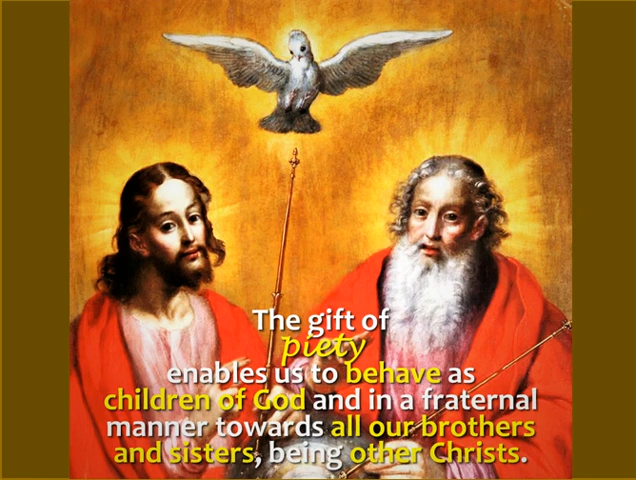 The gift of
piety
enables us to behave as
children of God and in a fraternal
manner towards all our brothers
and sisters, being other Christs.